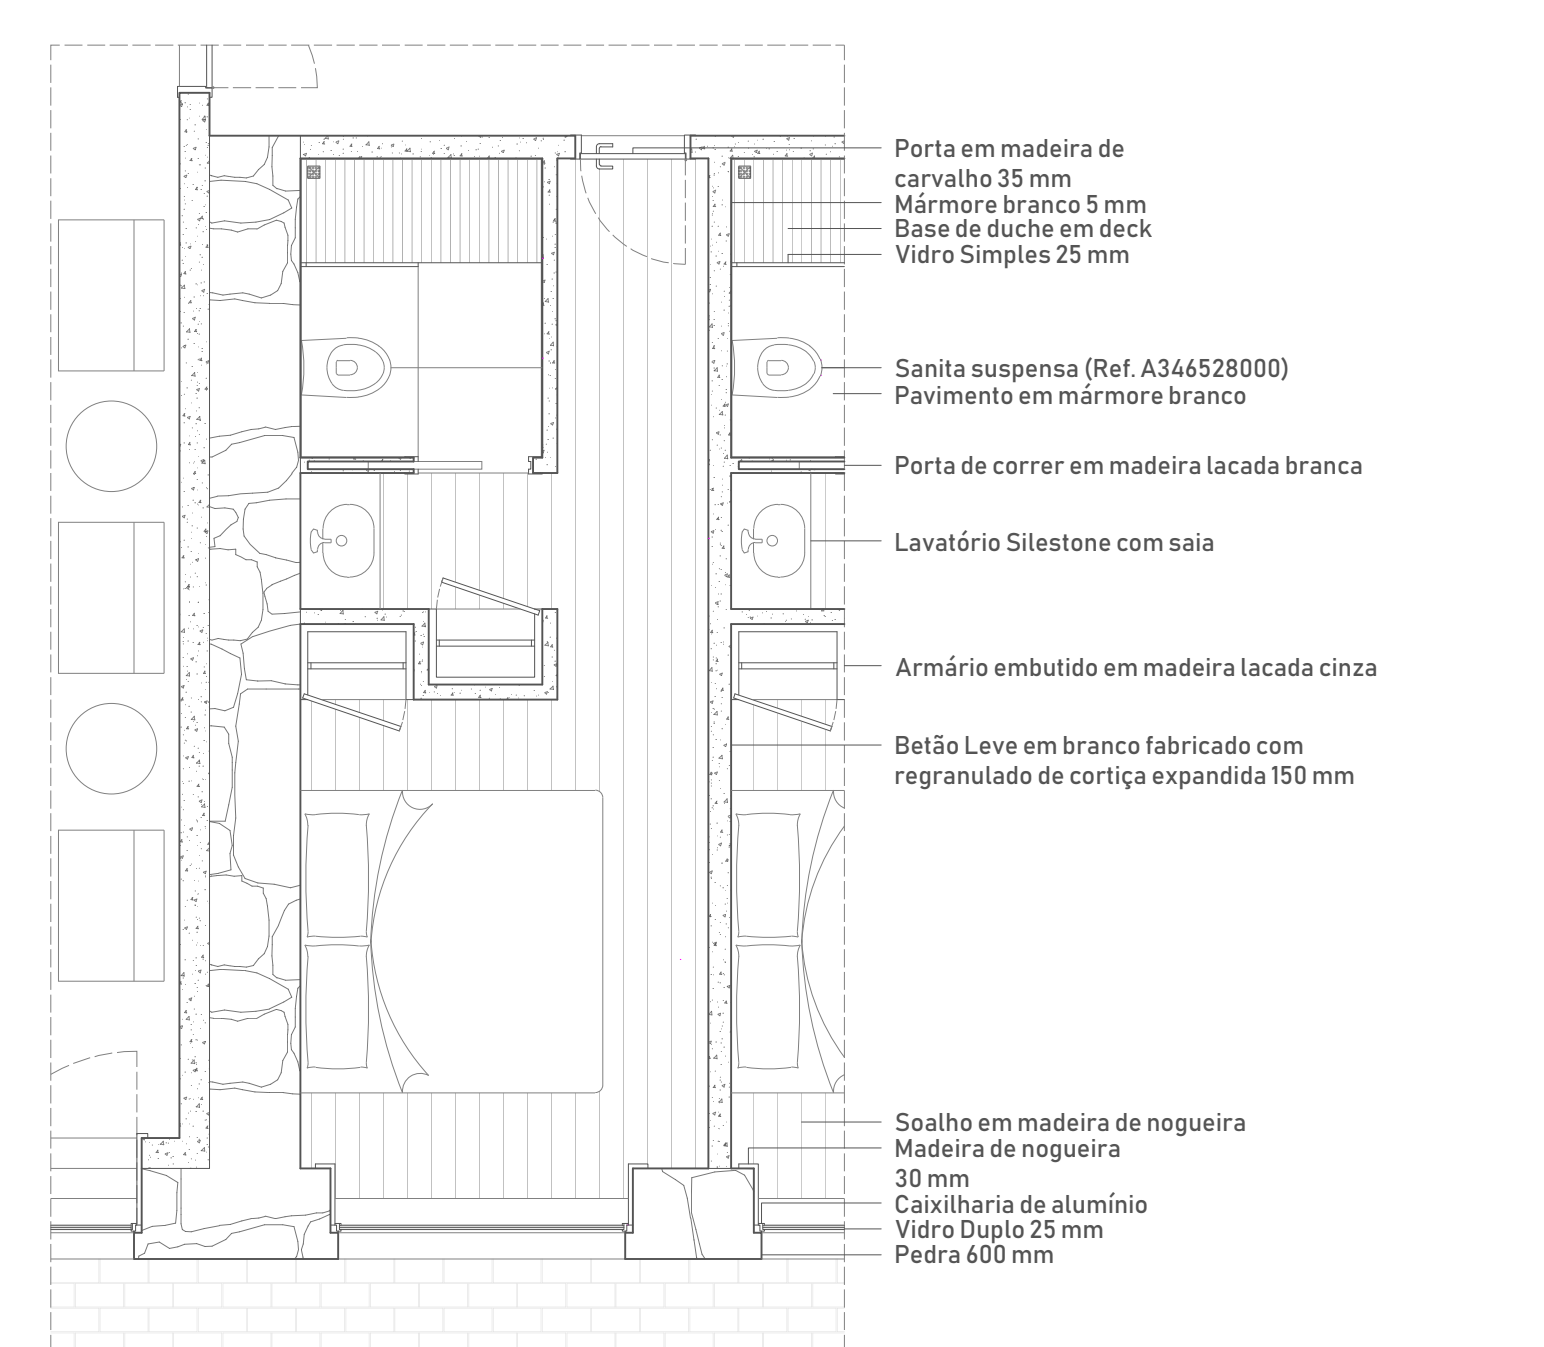 Porta em madeira de
carvalho 35 mm
Mármore branco 5 mm
Base de duche em deck
Vidro Simples 25 mm
Sanita suspensa (Ref. A346528000)
Pavimento em mármore branco
Porta de correr em madeira lacada branca
Lavatório Silestone com saia
Armário embutido em madeira lacada cinza
Betão Leve em branco fabricado com
regranulado de cortiça expandida 150 mm
Soalho em madeira de nogueira
Madeira de nogueira
30 mm
Caixilharia de alumínio
Vidro Duplo 25 mm
Pedra 600 mm